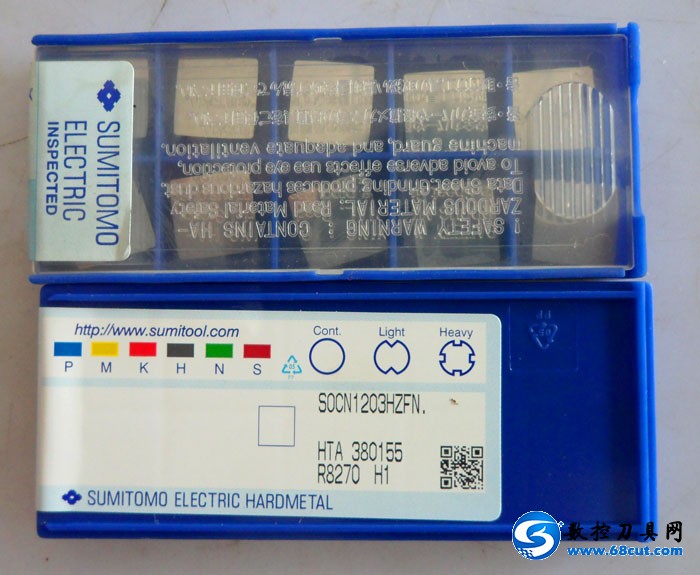 SUMITOMO
ELECTRIC
INSPECTED
! SAFETY WARNING : CONTAINS HA-
ZARDOUS MATERIAL. Read Material Safety
Data Sheet.Grinding produces hazardous dust.
To avoid adverse effects use eye protection,
machine guard, and adequate ventilation.
PP
http://www.sumitool.com
Cont. Light Heavy
P M K H N S
SOCN1203HZFN.
HTA 380155
R8270 H1
SUMITOMO ELECTRIC HARDMETAL
数控刀具网
www.68cut.com